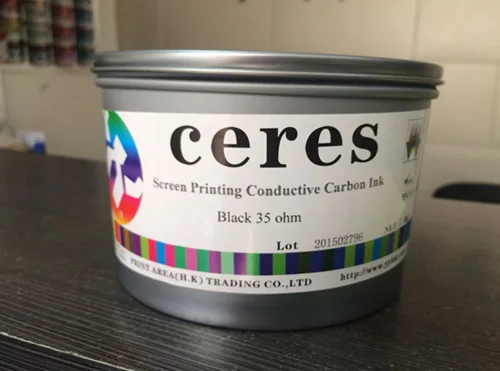 ceres
Screen Printing Conductive Carbon Ink
Black 35 ohm
Lot 201502796
PRINT AREA(H.K) TRADING CO.,LTD